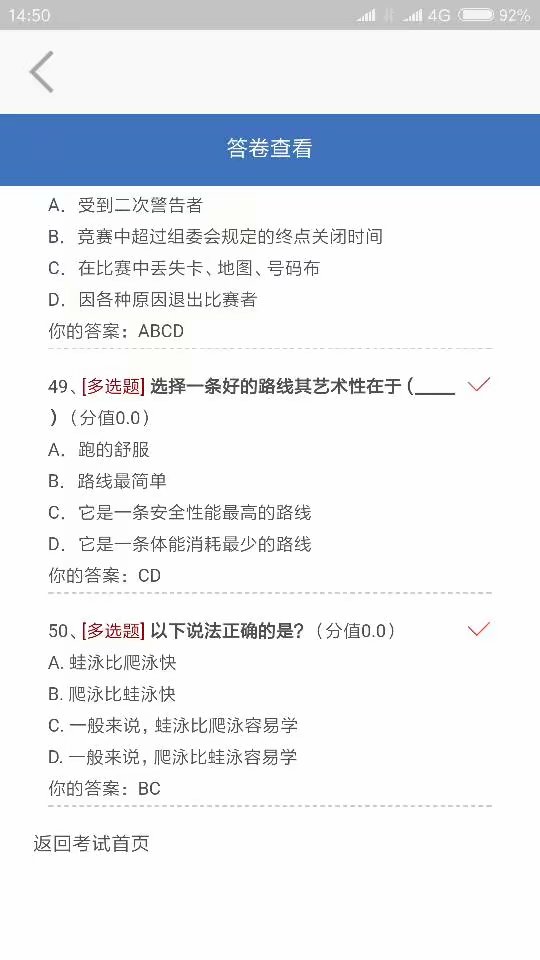 14:50 4G 92%
答卷查看
A. 受到二次警告者
B. 竞赛中超过组委会规定的终点关闭时间
C. 在比赛中丢失卡、地图、号码布
D. 因各种原因退出比赛者
你的答案：ABCD
49、[多选题] 选择一条好的路线其艺术性在于 (_____
)（分值0.0）
A. 跑的舒服
B. 路线最简单
C. 它是一条安全性能最高的路线
D. 它是一条体能消耗最少的路线
你的答案：CD
50、[多选题] 以下说法正确的是?（分值0.0）
A. 蛙泳比爬泳快
B. 爬泳比蛙泳快
C. 一般来说，蛙泳比爬泳容易学
D. 一般来说，爬泳比蛙泳容易学
你的答案：BC
返回考试首页